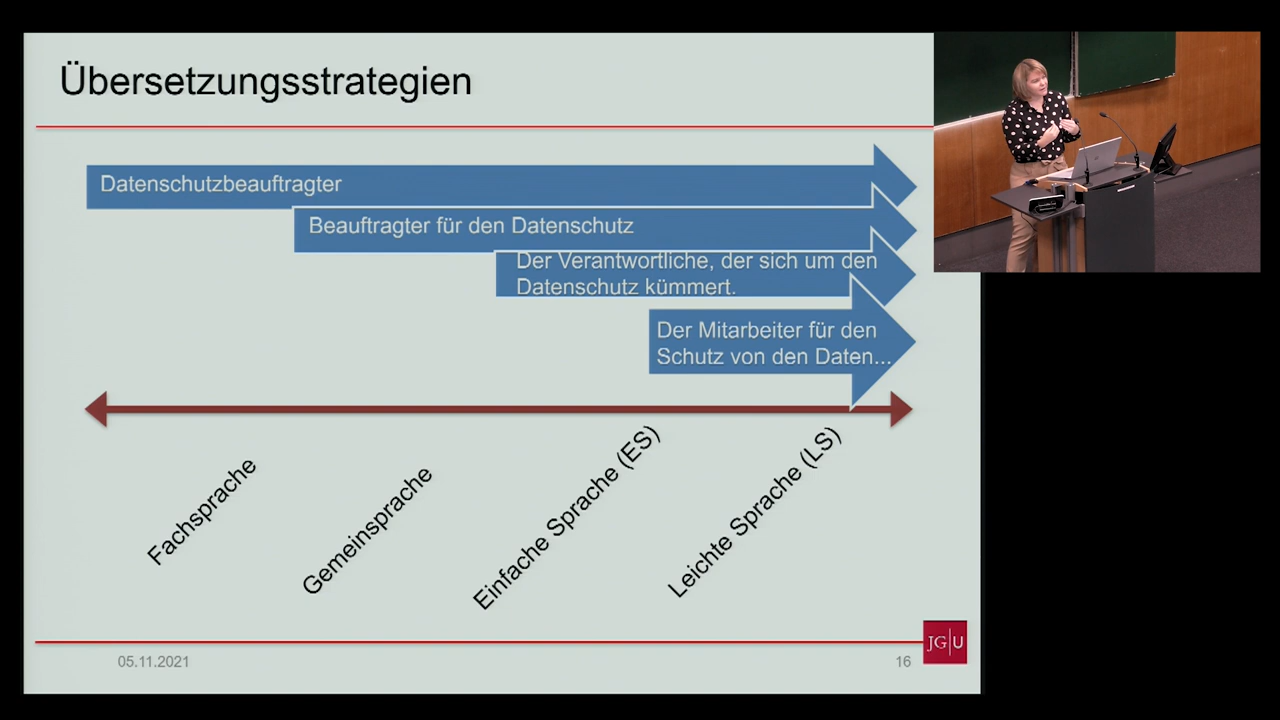 Übersetzungsstrategien
Datenschutzbeauftragter
Beauftragter für den Datenschutz
Der Verantwortliche, der sich um den
Datenschutz kümmert.
Der Mitarbeiter für den
Schutz von den Daten...
Fachsprache
Gemeinsprache
Einfache Sprache (ES)
Leichte Sprache (LS)
05.11.2021
16
JG|U